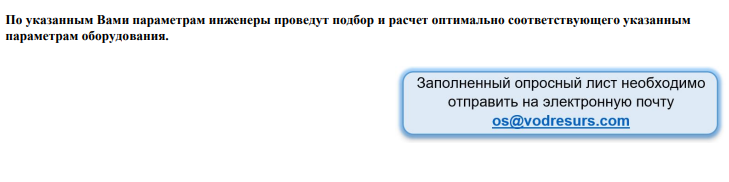 По указанным Вами параметрам инженеры проведут подбор и расчет оптимально соответствующего указанным
параметрам оборудования.
Заполненный опросный лист необходимо
отправить на электронную почту
os@vodresurs.com